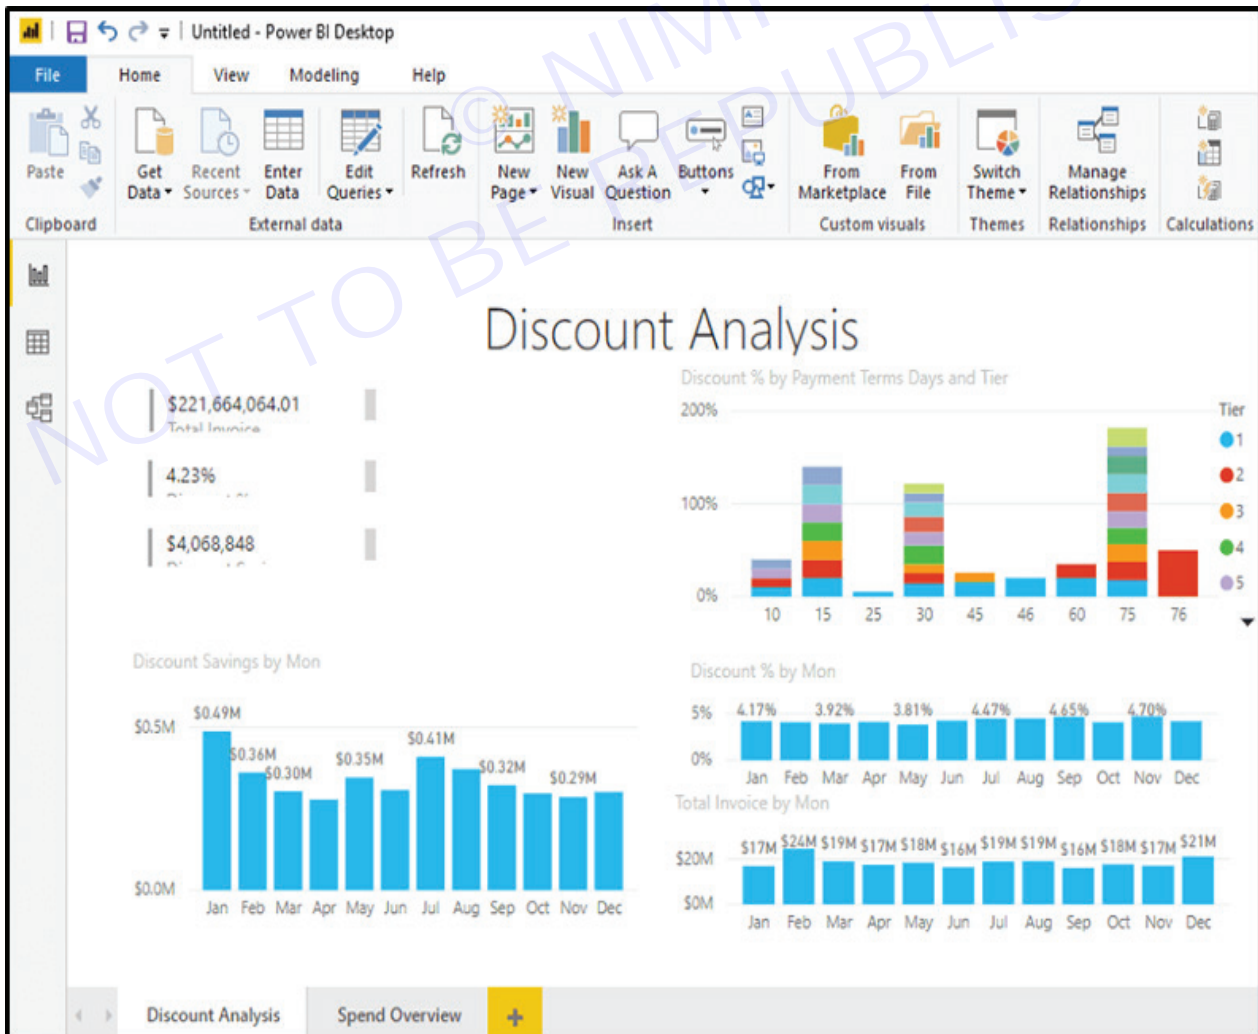 Untitled - Power BI Desktop
File Home View Modeling Help
Paste
Get Data
Recent Sources
Enter Data
Edit Queries
Refresh
New Page
New Visual
Ask A Question
Buttons
From Marketplace
From File
Switch Theme
Manage Relationships
Clipboard External data Insert Custom visuals Themes Relationships Calculations
© NIMI
NOT TO BE REPUBLIS
Discount Analysis
$221,664,064.01
Total Invoice
4.23%
$4,068,848
Discount % by Payment Terms Days and Tier
200%
100%
0%
10 15 25 30 45 46 60 75 76
Tier
1
2
3
4
5
Discount Savings by Mon
$0.5M
$0.0M
$0.49M $0.36M $0.30M $0.35M $0.41M $0.32M $0.29M
Jan Feb Mar Apr May Jun Jul Aug Sep Oct Nov Dec
Discount % by Mon
5%
0%
4.17% 3.92% 3.81% 4.47% 4.65% 4.70%
Jan Feb Mar Apr May Jun Jul Aug Sep Oct Nov Dec
Total Invoice by Mon
$20M
$0M
$17M $24M $19M $17M $18M $16M $19M $19M $16M $18M $17M $21M
Jan Feb Mar Apr May Jun Jul Aug Sep Oct Nov Dec
Discount Analysis Spend Overview +